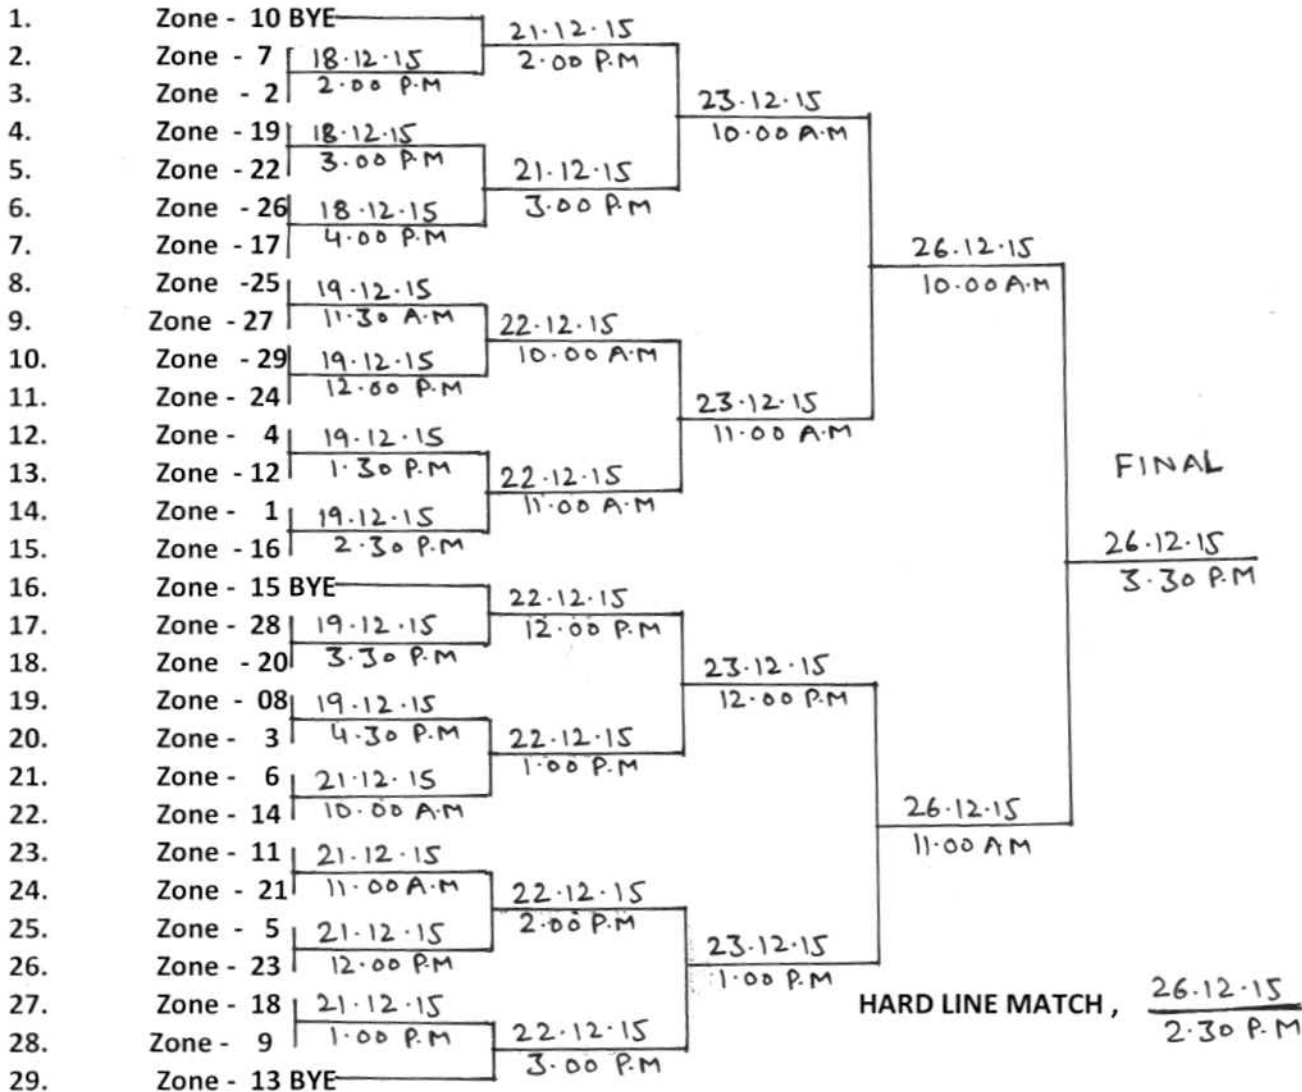 1. Zone - 10 BYE
21.12.15
2. Zone - 7
18.12.15
2.00 P.M
2.00 P.M
3. Zone - 2
23.12.15
4. Zone - 19
18.12.15
10.00 A.M
3.00 P.M
5. Zone - 22
21.12.15
6. Zone - 26
18.12.15
3.00 P.M
7. Zone - 17
4.00 P.M
26.12.15
8. Zone -25
19.12.15
10.00 A.M
9. Zone - 27
11.30 A.M
22.12.15
10. Zone - 29
19.12.15
10.00 A.M
11. Zone - 24
12.00 P.M
23.12.15
12. Zone - 4
19.12.15
11.00 A.M
13. Zone - 12
1.30 P.M
22.12.15
FINAL
14. Zone - 1
19.12.15
11.00 A.M
15. Zone - 16
2.30 P.M
26.12.15
3.30 P.M
16. Zone - 15 BYE
22.12.15
17. Zone - 28
19.12.15
12.00 P.M
18. Zone - 20
3.30 P.M
23.12.15
19. Zone - 08
19.12.15
12.00 P.M
20. Zone - 3
4.30 P.M
22.12.15
21. Zone - 6
21.12.15
1.00 P.M
22. Zone - 14
10.00 A.M
26.12.15
23. Zone - 11
21.12.15
11.00 AM
24. Zone - 21
11.00 A.M
22.12.15
25. Zone - 5
21.12.15
2.00 P.M
26. Zone - 23
12.00 P.M
23.12.15
1.00 P.M
27. Zone - 18
21.12.15
HARD LINE MATCH , 26.12.15
2.30 P.M
28. Zone - 9
1.00 P.M
22.12.15
3.00 P.M
29. Zone - 13 BYE